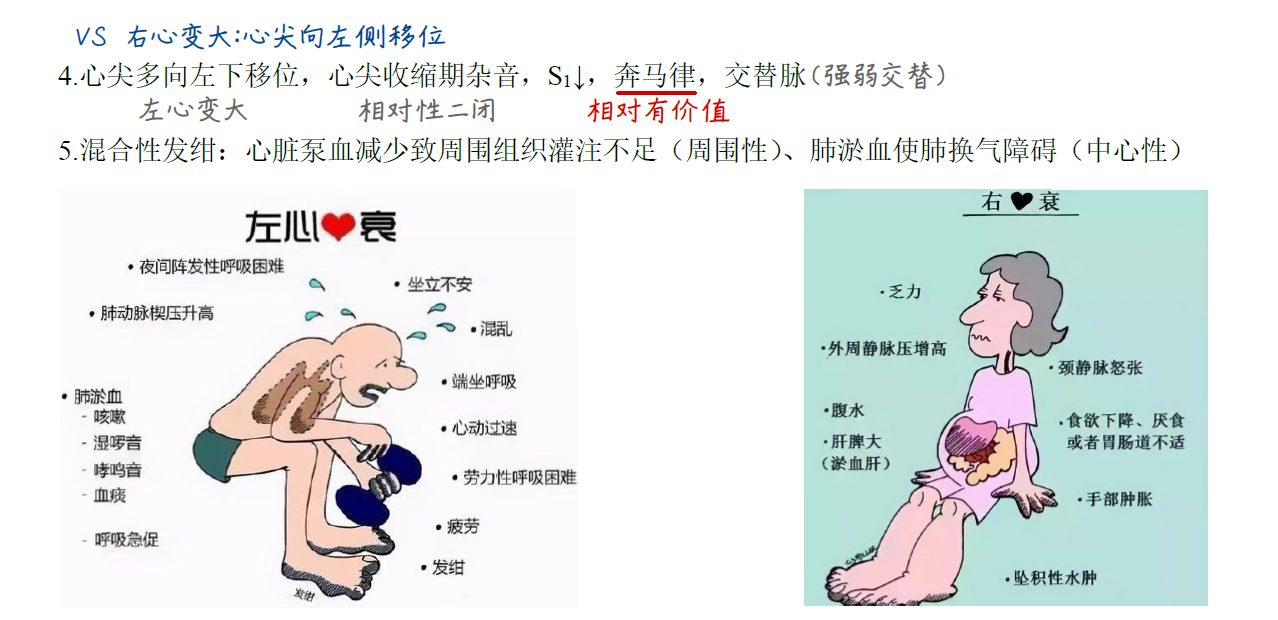 VS 右心变大:心尖向左侧移位
4.心尖多向左下移位，心尖收缩期杂音，S₁↓，奔马律，交替脉(强弱交替)
左心变大 相对性二闭 相对有价值
5.混合性发绀：心脏泵血减少致周围组织灌注不足（周围性）、肺淤血使肺换气障碍（中心性）
左心❤衰
•夜间阵发性呼吸困难
•坐立不安
•肺动脉楔压升高
•混乱
•端坐呼吸
•肺淤血
- 咳嗽
- 湿啰音
- 哮鸣音
- 血痰
- 呼吸急促
•心动过速
•劳力性呼吸困难
•疲劳
•发绀
发绀
右♥衰
•乏力
•外周静脉压增高
•颈静脉怒张
•腹水
•肝脾大
（淤血肝）
•食欲下降、厌食
或者胃肠道不适
•手部肿胀
•坠积性水肿